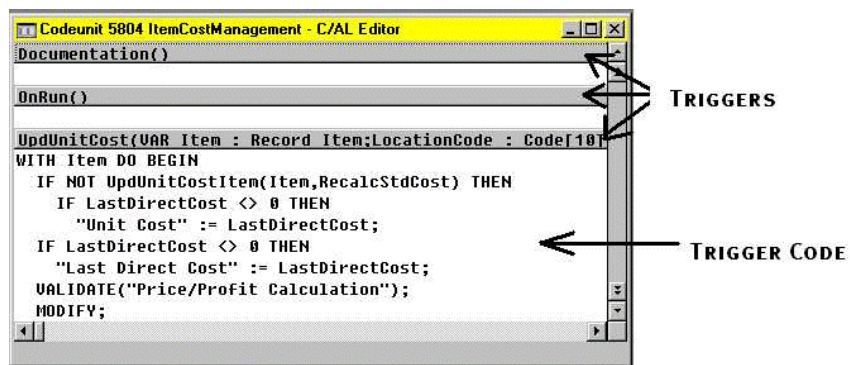 Codeunit 5804 ItemCostManagement - C/AL Editor
Documentation()
OnRun()
TRIGGERS
UpdUnitCost(VAR Item : Record Item;LocationCode : Code[10]
WITH Item DO BEGIN
IF NOT UpdUnitCostItem(Item,RecalcStdCost) THEN
IF LastDirectCost <> 0 THEN
"Unit Cost" := LastDirectCost;
IF LastDirectCost <> 0 THEN
"Last Direct Cost" := LastDirectCost;
VALIDATE("Price/Profit Calculation");
MODIFY;
TRIGGER CODE